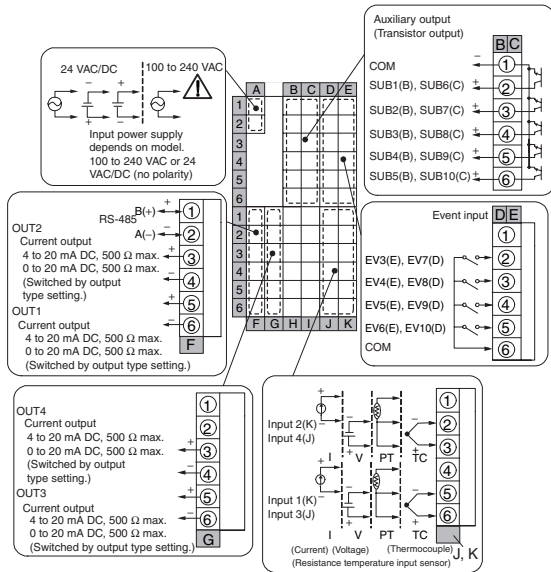 Auxiliary output
(Transistor output)
B C
COM
−
1
SUB1(B), SUB6(C)
+
2
SUB2(B), SUB7(C)
+
3
SUB3(B), SUB8(C)
+
4
SUB4(B), SUB9(C)
+
5
SUB5(B), SUB10(C)
+
6
24 VAC/DC
100 to 240 VAC
− +
+ −
Input power supply
depends on model.
100 to 240 VAC or 24
VAC/DC (no polarity)
A B C D E
1
2
3
4
5
6
1
2
3
4
5
6
F G H I J K
RS-485
B(+)
1
A(−)
2
OUT2
Current output
4 to 20 mA DC, 500 Ω max.
+
3
0 to 20 mA DC, 500 Ω max.
−
4
(Switched by output
type setting.)
+
5
OUT1
−
6
Current output
4 to 20 mA DC, 500 Ω max.
0 to 20 mA DC, 500 Ω max.
(Switched by output type setting.)
F
Event input
D E
1
EV3(E), EV7(D)
2
EV4(E), EV8(D)
3
EV5(E), EV9(D)
4
EV6(E), EV10(D)
5
COM
6
OUT4
1
Current output
2
4 to 20 mA DC, 500 Ω max.
0 to 20 mA DC, 500 Ω max.
+
3
(Switched by output
−
4
type setting.)
OUT3
+
5
Current output
−
6
4 to 20 mA DC, 500 Ω max.
0 to 20 mA DC, 500 Ω max.
(Switched by output type setting.)
G
Input 2(K)
Input 4(J)
+ −
− +
− +
I V PT TC
1
2
3
Input 1(K)
Input 3(J)
+ −
− +
− +
4
5
6
I V PT TC
(Current) (Voltage)
(Thermocouple)
(Resistance temperature input sensor)
J, K